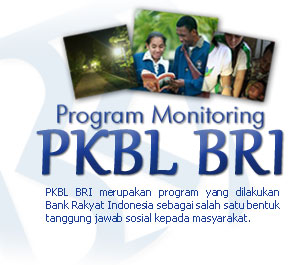 Program Monitoring
PKBL BRI
PKBL BRI merupakan program yang dilakukan
Bank Rakyat Indonesia sebagai salah satu bentuk
tanggung jawab sosial kepada masyarakat.